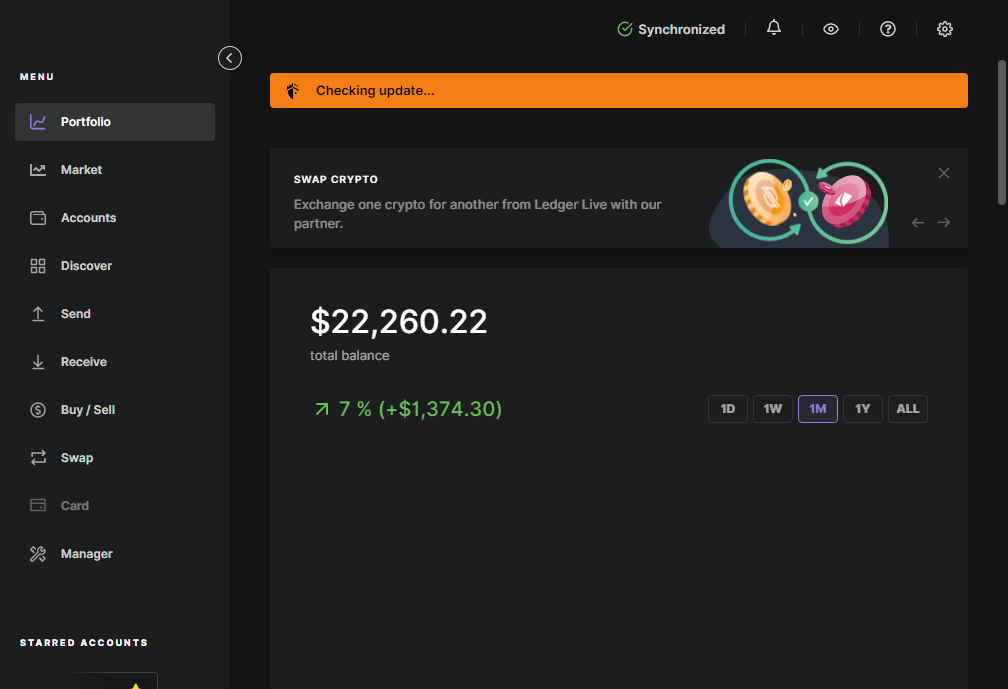 Synchronized
MENU
Portfolio
Market
Accounts
Discover
Send
Receive
Buy / Sell
Swap
Card
Manager
STARRED ACCOUNTS
Checking update...
SWAP CRYPTO
Exchange one crypto for another from Ledger Live with our
partner.
$22,260.22
total balance
7 % (+$1,374.30)
1D 1W 1M 1Y ALL